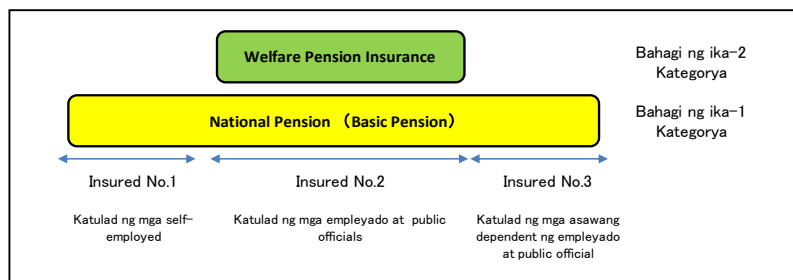 Welfare Pension Insurance
Bahagi ng ika-2
Kategorya
National Pension （Basic Pension）
Bahagi ng ika-1
Kategorya
Insured No.1
Insured No.2
Insured No.3
Katulad ng mga self-
employed
Katulad ng mga empleyado at public
officials
Katulad ng mga asawang
dependent ng empleyado
at public official